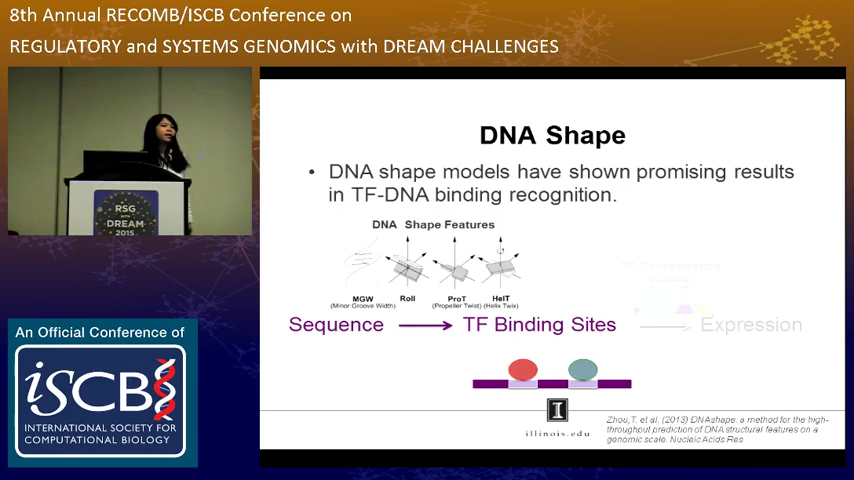 8th Annual RECOMB/ISCB Conference on
REGULATORY and SYSTEMS GENOMICS with DREAM CHALLENGES
RSG
with
DREAM
2015
An Official Conference of
iSCB
INTERNATIONAL SOCIETY FOR
COMPUTATIONAL BIOLOGY
DNA Shape
• DNA shape models have shown promising results
in TF-DNA binding recognition.
DNA Shape Features
MGW Roll ProT HelT
(Minor Groove Width) (Propeller Twist) (Helix Twix)
TF Concentration
Sequence TF Binding Sites Expression
I
illinois.edu
Zhou,T. et al. (2013) DNAshape: a method for the high-
throughput prediction of DNA structural features on a
genomic scale. Nucleic Acids Res